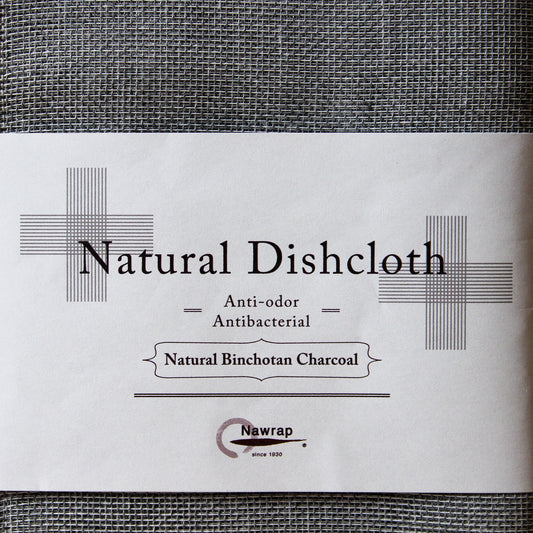 Natural Dishcloth
Anti-odor
Antibacterial
Natural Binchotan Charcoal
Nawrap
®
since 1930